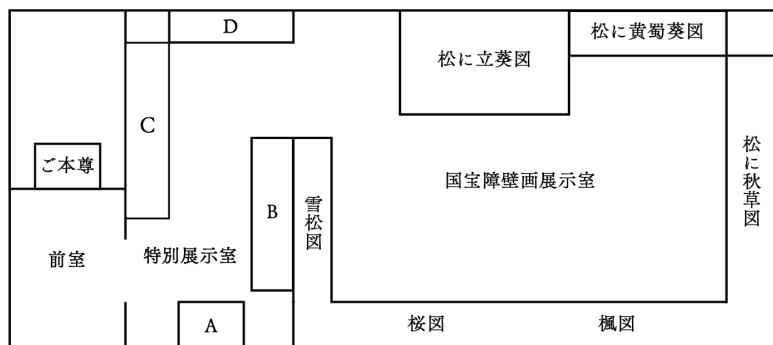 D
松に立葵図
松に黄蜀葵図
C
ご本尊
B
雪松図
国宝障壁画展示室
松に秋草図
前室
特別展示室
A
桜図
楓図